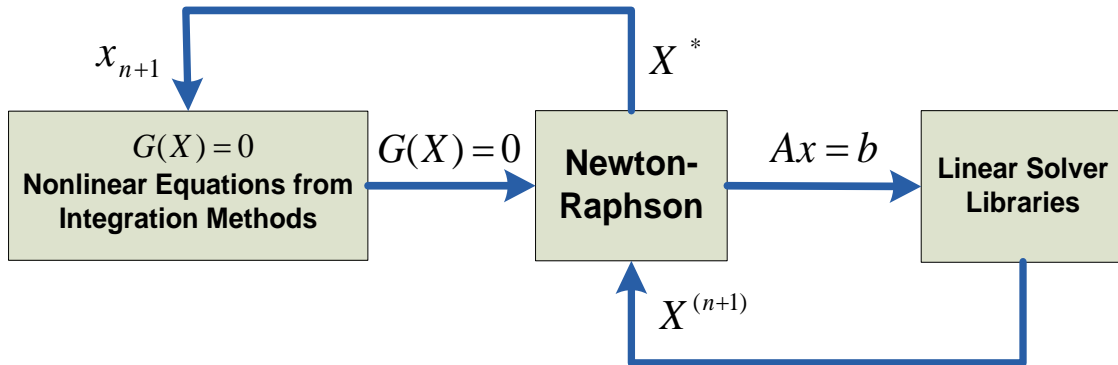 x_{n+1}
X^*
G(X) = 0
Nonlinear Equations from
Integration Methods
G(X) = 0
Newton-
Raphson
Ax = b
Linear Solver
Libraries
X^{(n+1)}